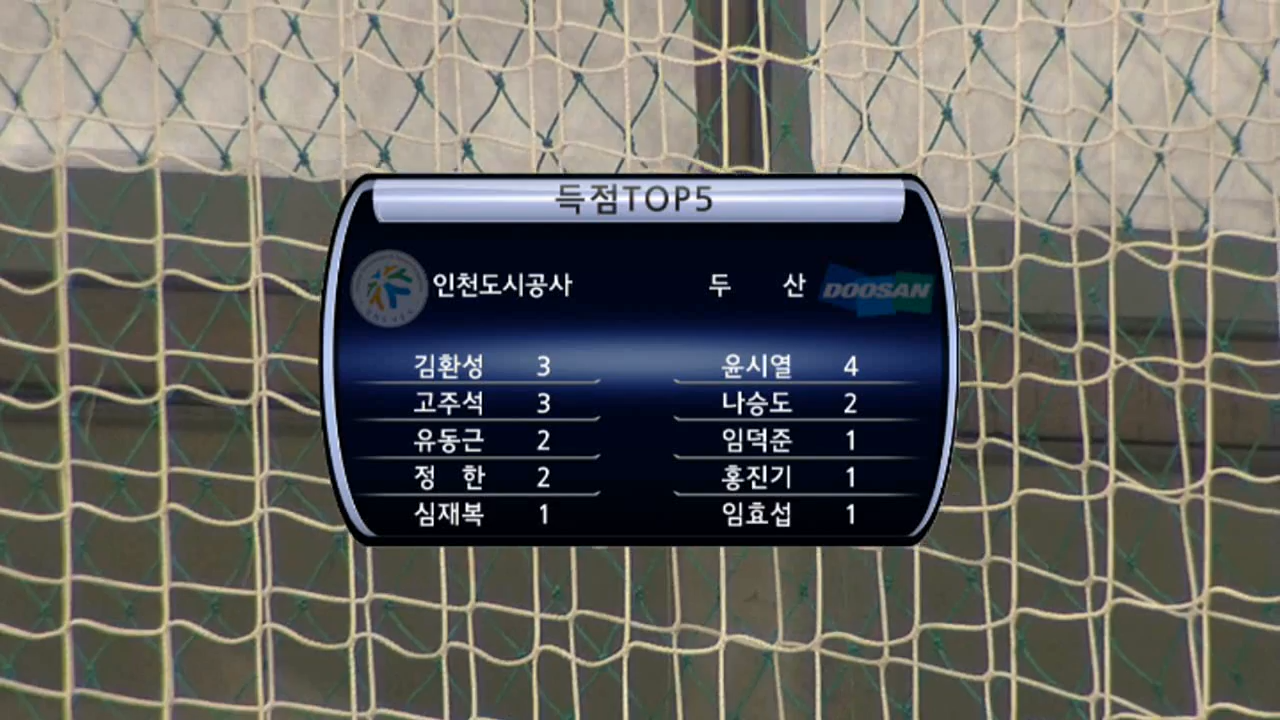 득점TOP5
인천도시공사 두 산 DOOSAN
김환성 3 윤시열 4
고주석 3 나승도 2
유동근 2 임덕준 1
정 한 2 홍진기 1
심재복 1 임효섭 1